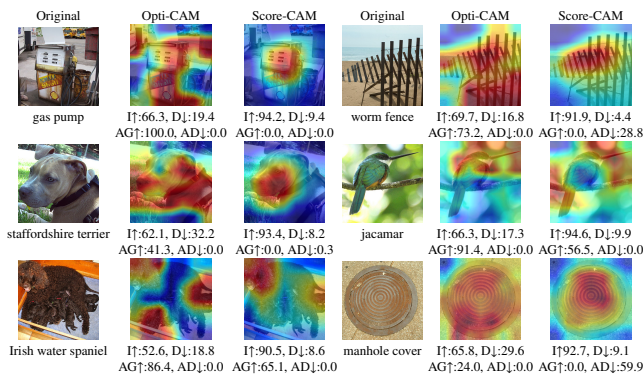 Original Opti-CAM Score-CAM Original Opti-CAM Score-CAM
gas pump I↑:66.3, D↓:19.4 I↑:94.2, D↓:9.4 worm fence I↑:69.7, D↓:16.8 I↑:91.9, D↓:4.4
AG↑:100.0, AD↓:0.0 AG↑:0.0, AD↓:0.0 AG↑:73.2, AD↓:0.0 AG↑:0.0, AD↓:28.8
staffordshire terrier I↑:62.1, D↓:32.2 I↑:93.4, D↓:8.2 jacamar I↑:66.3, D↓:17.3 I↑:94.6, D↓:9.9
AG↑:41.3, AD↓:0.0 AG↑:0.0, AD↓:0.3 AG↑:91.4, AD↓:0.0 AG↑:56.5, AD↓:0.0
Irish water spaniel I↑:52.6, D↓:18.8 I↑:90.5, D↓:8.6 manhole cover I↑:65.8, D↓:29.6 I↑:92.7, D↓:9.1
AG↑:86.4, AD↓:0.0 AG↑:65.1, AD↓:0.0 AG↑:24.0, AD↓:0.0 AG↑:0.0, AD↓:59.9